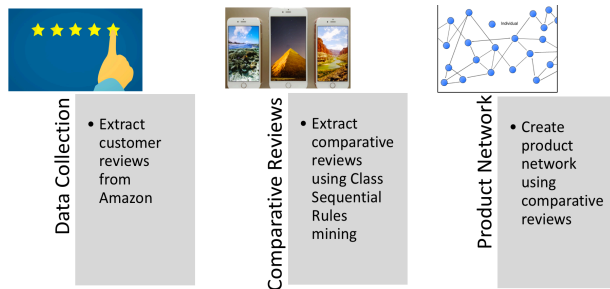 Individual
Data Collection
• Extract
customer
reviews
from
Amazon
Comparative Reviews
• Extract
comparative
reviews
using Class
Sequential
Rules
mining
Product Network
• Create
product
network
using
comparative
reviews